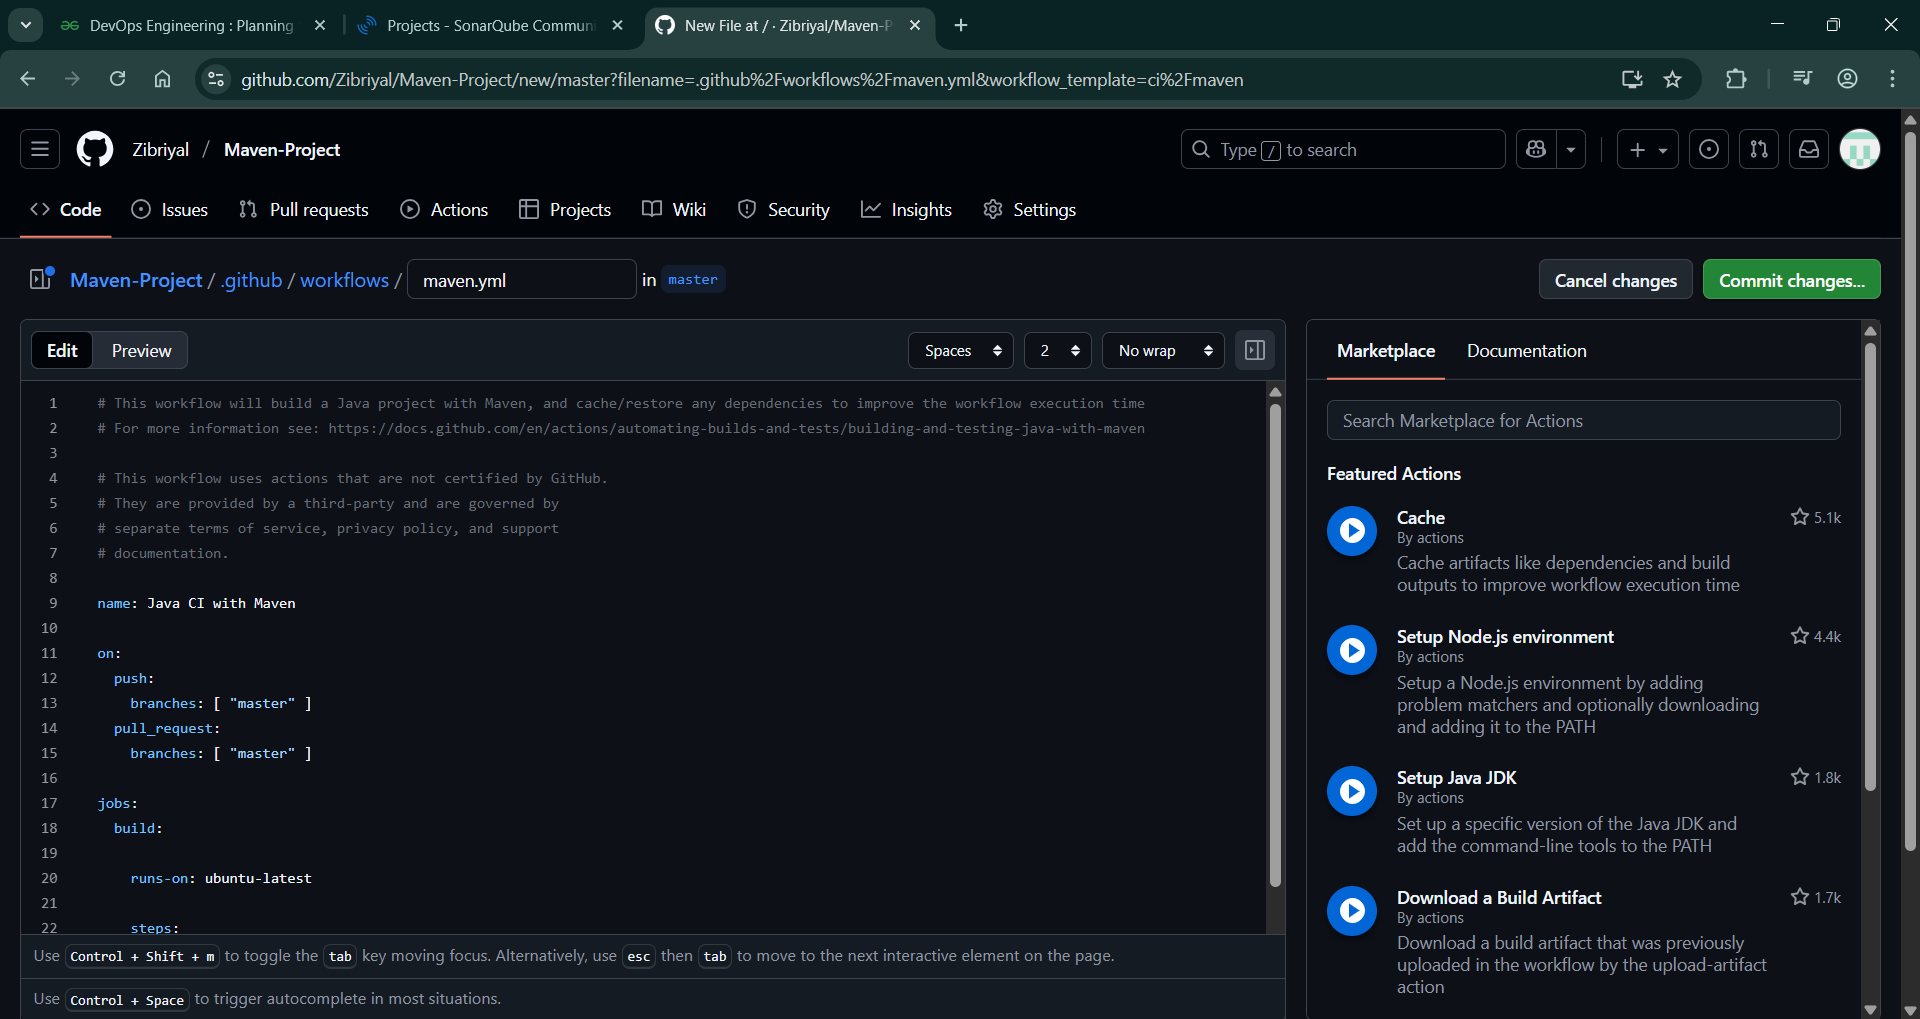 DevOps Engineering : Planning
Projects - SonarQube Commun
New File at / · Zibriyal/Maven-P
github.com/Zibriyal/Maven-Project/new/master?filename=.github%2Fworkflows%2Fmaven.yml&workflow_template=ci%2Fmaven
Zibriyal / Maven-Project
Type / to search
Code Issues Pull requests Actions Projects Wiki Security Insights Settings
Maven-Project / .github / workflows / maven.yml in master
Cancel changes Commit changes...
Edit Preview
Spaces 2 No wrap
1 # This workflow will build a Java project with Maven, and cache/restore any dependencies to improve the workflow execution time
2 # For more information see: https://docs.github.com/en/actions/automating-builds-and-tests/building-and-testing-java-with-maven
3
4 # This workflow uses actions that are not certified by GitHub.
5 # They are provided by a third-party and are governed by
6 # separate terms of service, privacy policy, and support
7 # documentation.
8
9 name: Java CI with Maven
10
11 on:
12 push:
13 branches: [ "master" ]
14 pull_request:
15 branches: [ "master" ]
16
17 jobs:
18 build:
19
20 runs-on: ubuntu-latest
21
22 steps:
Use Control + Shift + m to toggle the tab key moving focus. Alternatively, use esc then tab to move to the next interactive element on the page.
Use Control + Space to trigger autocomplete in most situations.
Marketplace Documentation
Search Marketplace for Actions
Featured Actions
Cache 5.1k
By actions
Cache artifacts like dependencies and build
outputs to improve workflow execution time
Setup Node.js environment 4.4k
By actions
Setup a Node.js environment by adding
problem matchers and optionally downloading
and adding it to the PATH
Setup Java JDK 1.8k
By actions
Set up a specific version of the Java JDK and
add the command-line tools to the PATH
Download a Build Artifact 1.7k
By actions
Download a build artifact that was previously
uploaded in the workflow by the upload-artifact
action